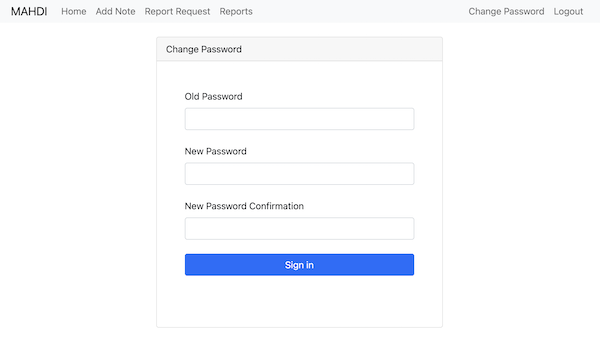 MAHDI Home Add Note Report Request Reports Change Password Logout
Change Password
Old Password
New Password
New Password Confirmation
Sign in